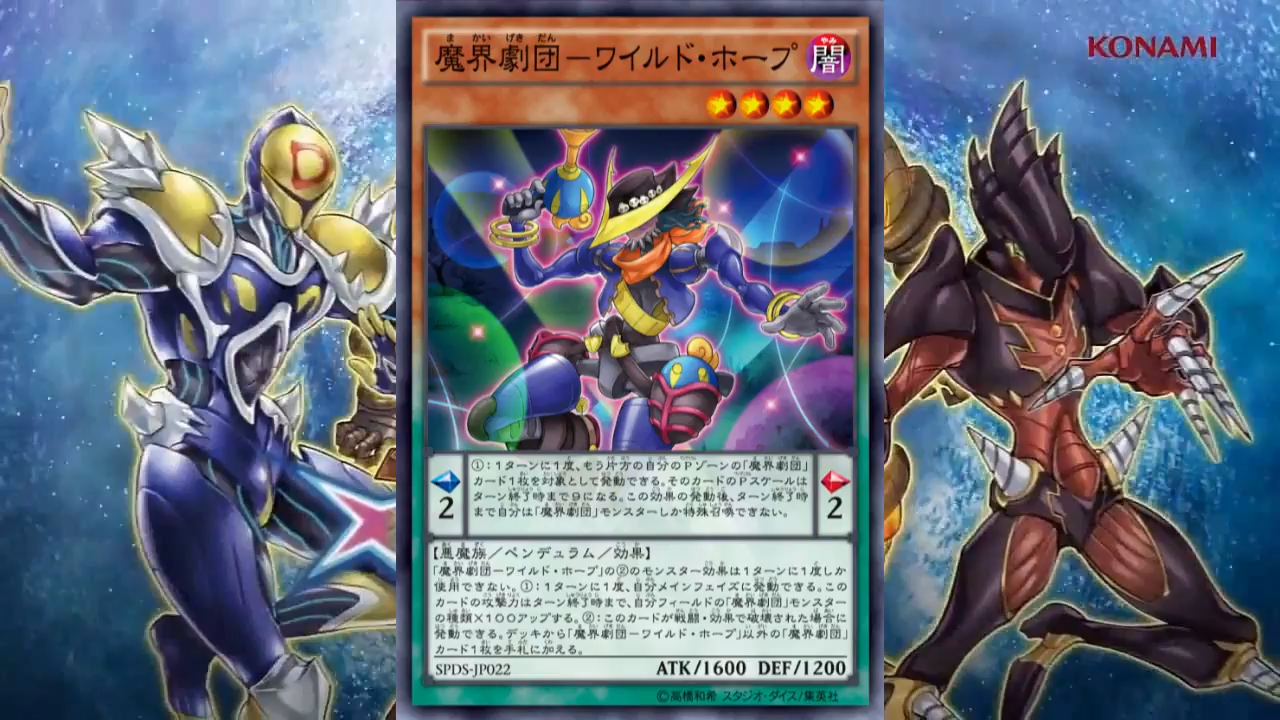 KONAMI
魔界劇団－ワイルド・ホープ
闇
D
2
①：1ターンに1度、もう片方の自分のPゾーンの「魔界劇団」
カード1枚を対象として発動できる。そのカードのPスケールは
ターン終了時まで9になる。この効果の発動後、ターン終了時
まで自分は「魔界劇団」モンスターしか特殊召喚できない。
2
【悪魔族／ペンデュラム／効果】
「魔界劇団－ワイルド・ホープ」の②のモンスター効果は1ターンに1度しか
使用できない。①：1ターンに1度、自分メインフェイズに発動できる。この
カードの攻撃力はターン終了時まで、自分フィールドの「魔界劇団」モンスター
の種類×100アップする。②：このカードが戦闘・効果で破壊された場合に
発動できる。デッキから「魔界劇団－ワイルド・ホープ」以外の「魔界劇団」
カード1枚を手札に加える。
SPDS-JP022
ATK/1600 DEF/1200
©高橋和希 スタジオ・ダイス/集英社